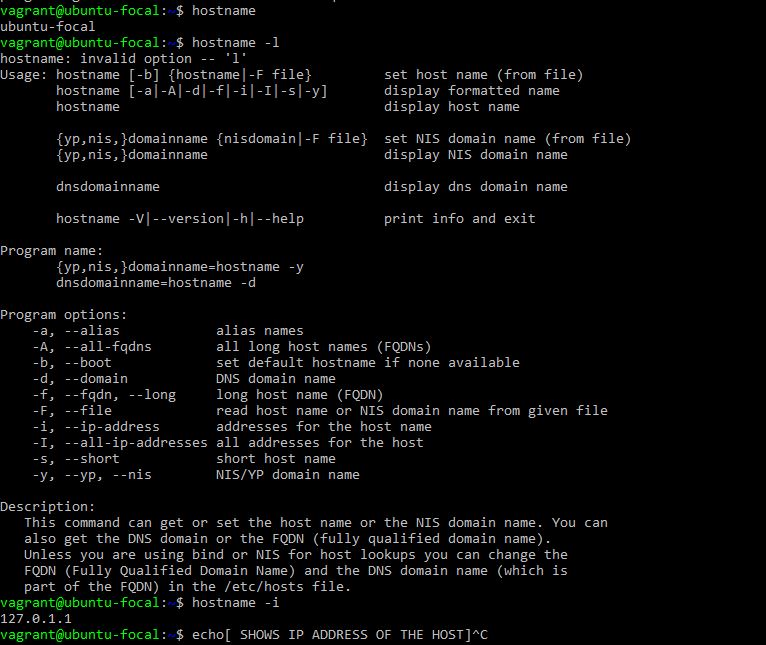 vagrant@ubuntu-focal:~$ hostname
ubuntu-focal
vagrant@ubuntu-focal:~$ hostname -l
hostname: invalid option -- 'l'
Usage: hostname [-b] {hostname|-F file}         set host name (from file)
       hostname [-a|-A|-d|-f|-i|-I|-s|-y]       display formatted name
       hostname                                 display host name

       {yp,nis,}domainname {nisdomain|-F file}  set NIS domain name (from file)
       {yp,nis,}domainname                      display NIS domain name

       dnsdomainname                            display dns domain name

       hostname -V|--version|-h|--help          print info and exit

Program name:
       {yp,nis,}domainname=hostname -y
       dnsdomainname=hostname -d

Program options:
    -a, --alias            alias names
    -A, --all-fqdns        all long host names (FQDNs)
    -b, --boot             set default hostname if none available
    -d, --domain           DNS domain name
    -f, --fqdn, --long     long host name (FQDN)
    -F, --file             read host name or NIS domain name from given file
    -i, --ip-address       addresses for the host name
    -I, --all-ip-addresses all addresses for the host
    -s, --short            short host name
    -y, --yp, --nis        NIS/YP domain name

Description:
   This command can get or set the host name or the NIS domain name. You can
   also get the DNS domain or the FQDN (fully qualified domain name).
   Unless you are using bind or NIS for host lookups you can change the
   FQDN (Fully Qualified Domain Name) and the DNS domain name (which is
   part of the FQDN) in the /etc/hosts file.
vagrant@ubuntu-focal:~$ hostname -i
127.0.1.1
vagrant@ubuntu-focal:~$ echo[ SHOWS IP ADDRESS OF THE HOST]^C